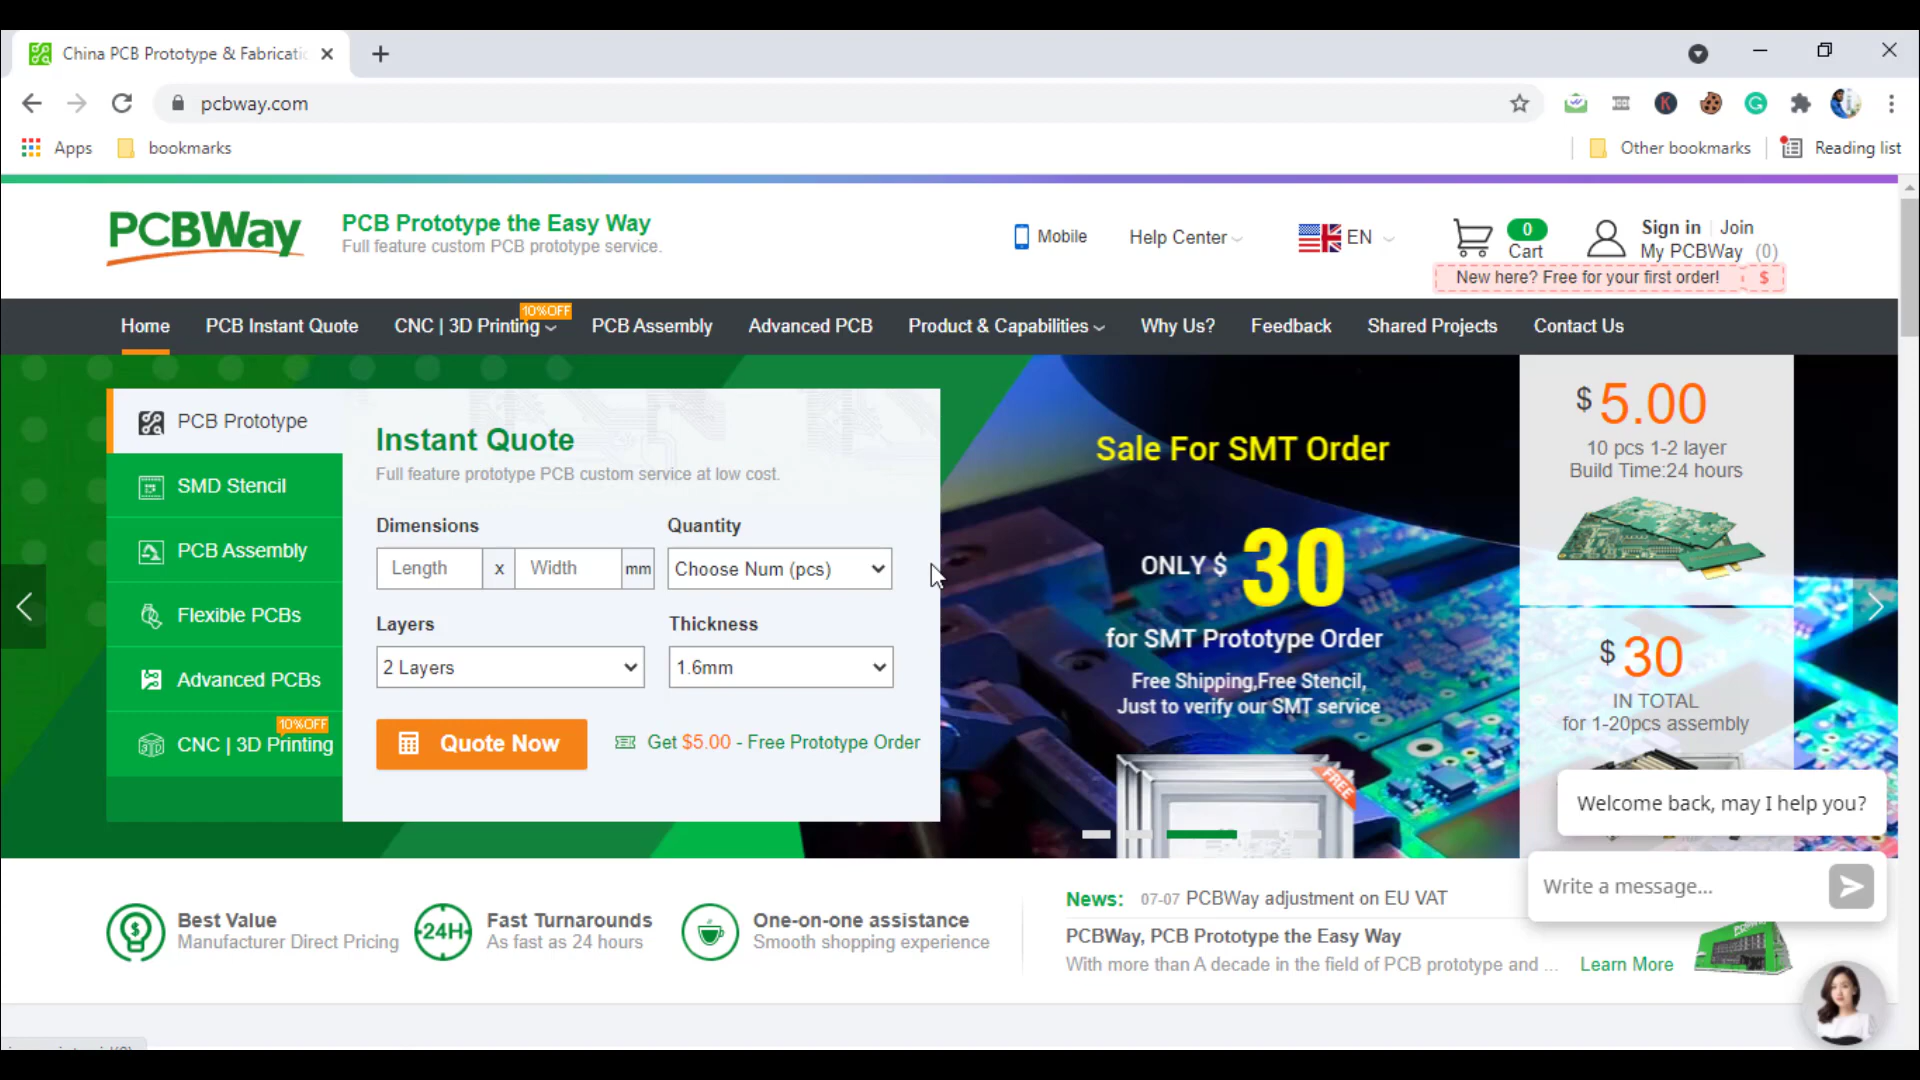 China PCB Prototype & Fabricati
pcbway.com
Apps
bookmarks
Other bookmarks
Reading list
PCBWay
PCB Prototype the Easy Way
Full feature custom PCB prototype service.
Mobile
Help Center
EN
0
Cart
Sign in
Join
My PCBWay (0)
New here? Free for your first order! $
Home
PCB Instant Quote
CNC | 3D Printing
10%OFF
PCB Assembly
Advanced PCB
Product & Capabilities
Why Us?
Feedback
Shared Projects
Contact Us
PCB Prototype
SMD Stencil
PCB Assembly
Flexible PCBs
Advanced PCBs
10%OFF
CNC | 3D Printing
Instant Quote
Full feature prototype PCB custom service at low cost.
Dimensions
Quantity
Length x Width mm
Choose Num (pcs)
Layers
Thickness
2 Layers
1.6mm
Quote Now
Get $5.00 - Free Prototype Order
Sale For SMT Order
ONLY $ 30
for SMT Prototype Order
Free Shipping,Free Stencil,
Just to verify our SMT service
FREE
$ 5.00
10 pcs 1-2 layer
Build Time:24 hours
$ 30
IN TOTAL
for 1-20pcs assembly
Welcome back, may I help you?
Write a message...
Best Value
Manufacturer Direct Pricing
24H
Fast Turnarounds
As fast as 24 hours
One-on-one assistance
Smooth shopping experience
News: 07-07 PCBWay adjustment on EU VAT
PCBWay, PCB Prototype the Easy Way
With more than A decade in the field of PCB prototype and ...
Learn More